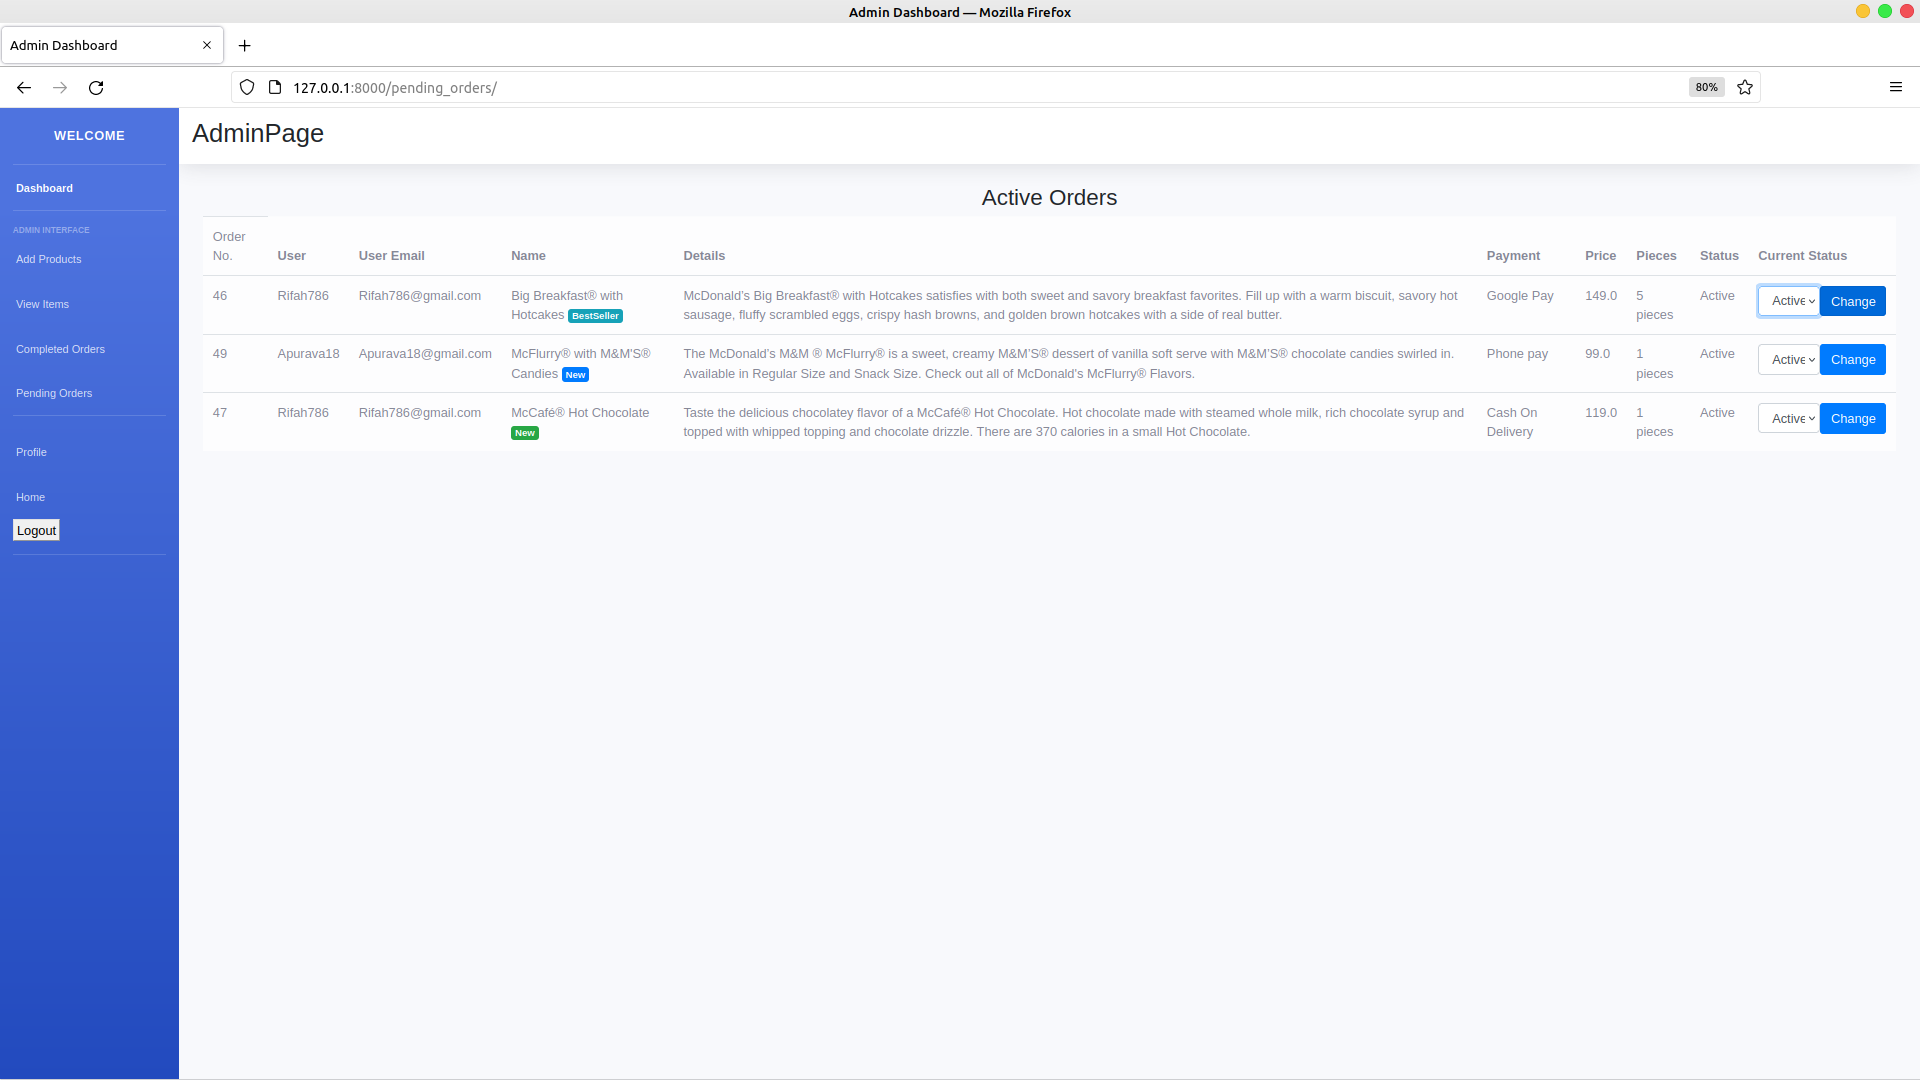 Admin Dashboard — Mozilla Firefox
Admin Dashboard
127.0.0.1:8000/pending_orders/
80%
WELCOME
Dashboard
ADMIN INTERFACE
Add Products
View Items
Completed Orders
Pending Orders
Profile
Home
Logout
AdminPage
Active Orders
Order No. User User Email Name Details Payment Price Pieces Status Current Status
46 Rifah786 Rifah786@gmail.com Big Breakfast® with McDonald's Big Breakfast® with Hotcakes satisfies with both sweet and savory breakfast favorites. Fill up with a warm biscuit, savory hot Google Pay 149.0 5 Active Active Change
Hotcakes BestSeller sausage, fluffy scrambled eggs, crispy hash browns, and golden brown hotcakes with a side of real butter. pieces
49 Apurava18 Apurava18@gmail.com McFlurry® with M&M'S® The McDonald's M&M ® McFlurry® is a sweet, creamy M&M'S® dessert of vanilla soft serve with M&M'S® chocolate candies swirled in. Phone pay 99.0 1 Active Active Change
Candies New Available in Regular Size and Snack Size. Check out all of McDonald's McFlurry® Flavors. pieces
47 Rifah786 Rifah786@gmail.com McCafé® Hot Chocolate Taste the delicious chocolatey flavor of a McCafé® Hot Chocolate. Hot chocolate made with steamed whole milk, rich chocolate syrup and Cash On 119.0 1 Active Active Change
New topped with whipped topping and chocolate drizzle. There are 370 calories in a small Hot Chocolate. Delivery pieces